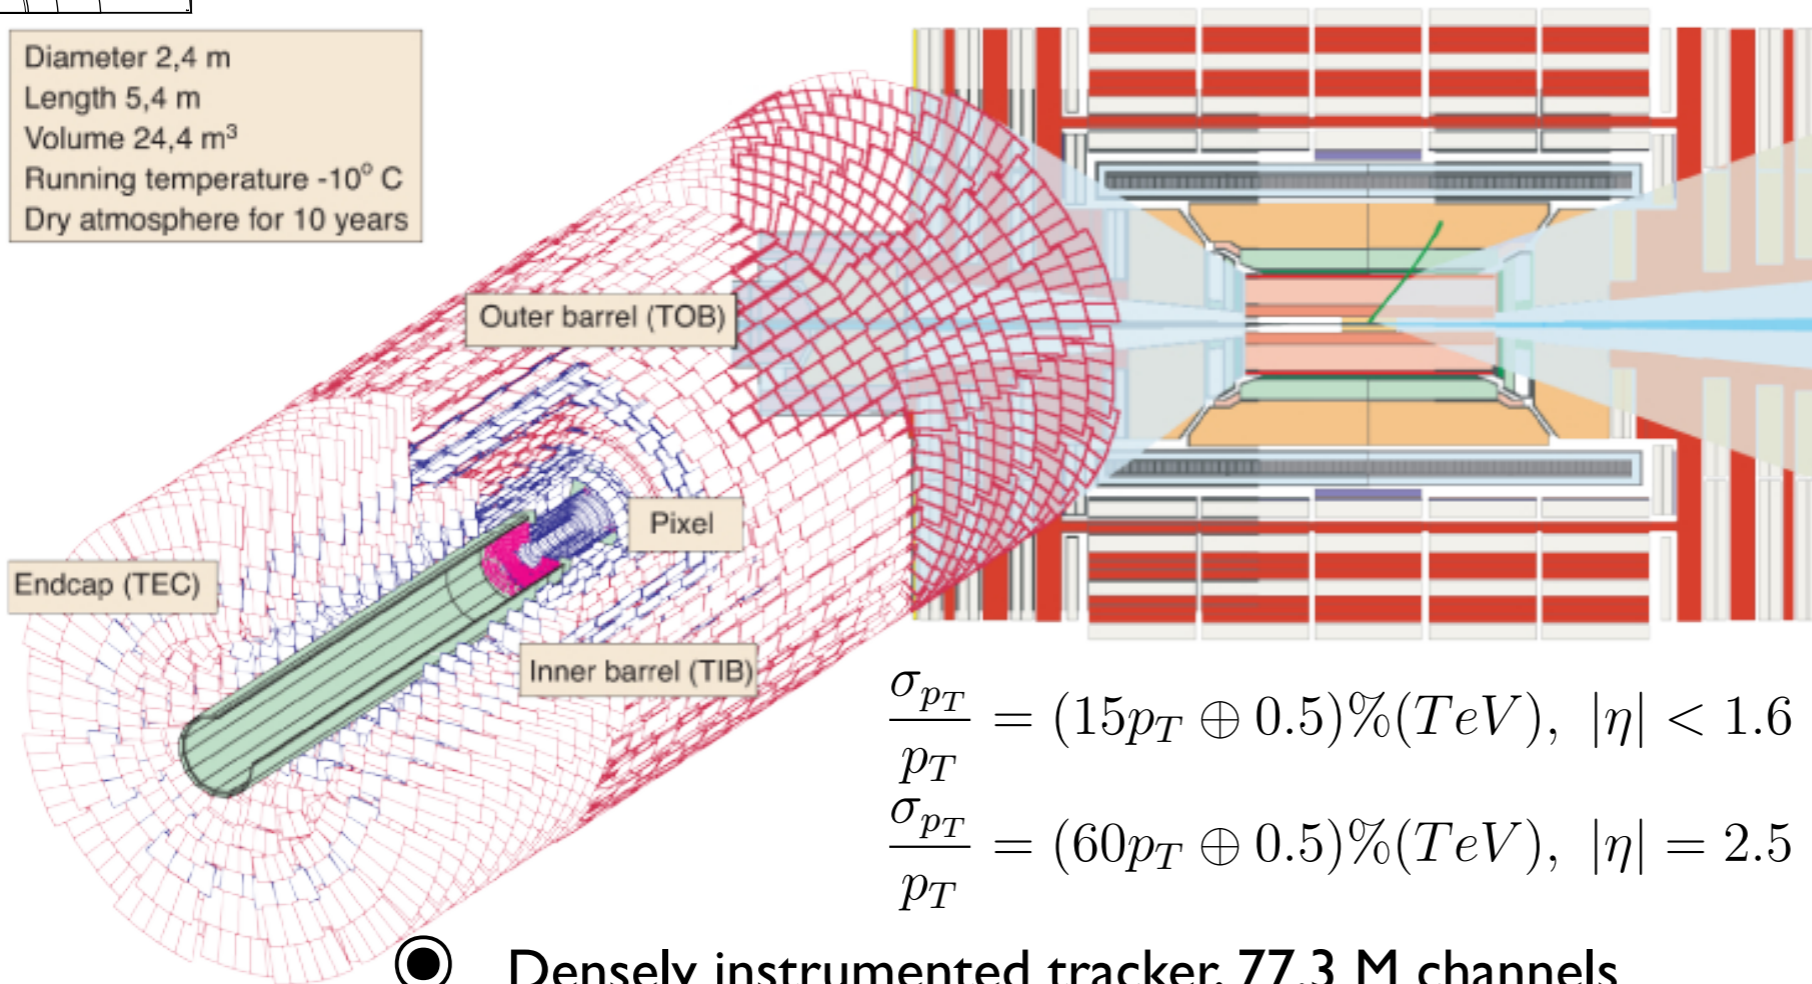 Diameter 2,4 m
Length 5,4 m
Volume 24,4 m³
Running temperature -10° C
Dry atmosphere for 10 years
Outer barrel (TOB)
Pixel
Endcap (TEC)
Inner barrel (TIB)
σ_{p_T}/p_T = (15p_T ⊕ 0.5)%(TeV), |η| < 1.6
σ_{p_T}/p_T = (60p_T ⊕ 0.5)%(TeV), |η| = 2.5
Densely instrumented tracker, 77.3 M channels